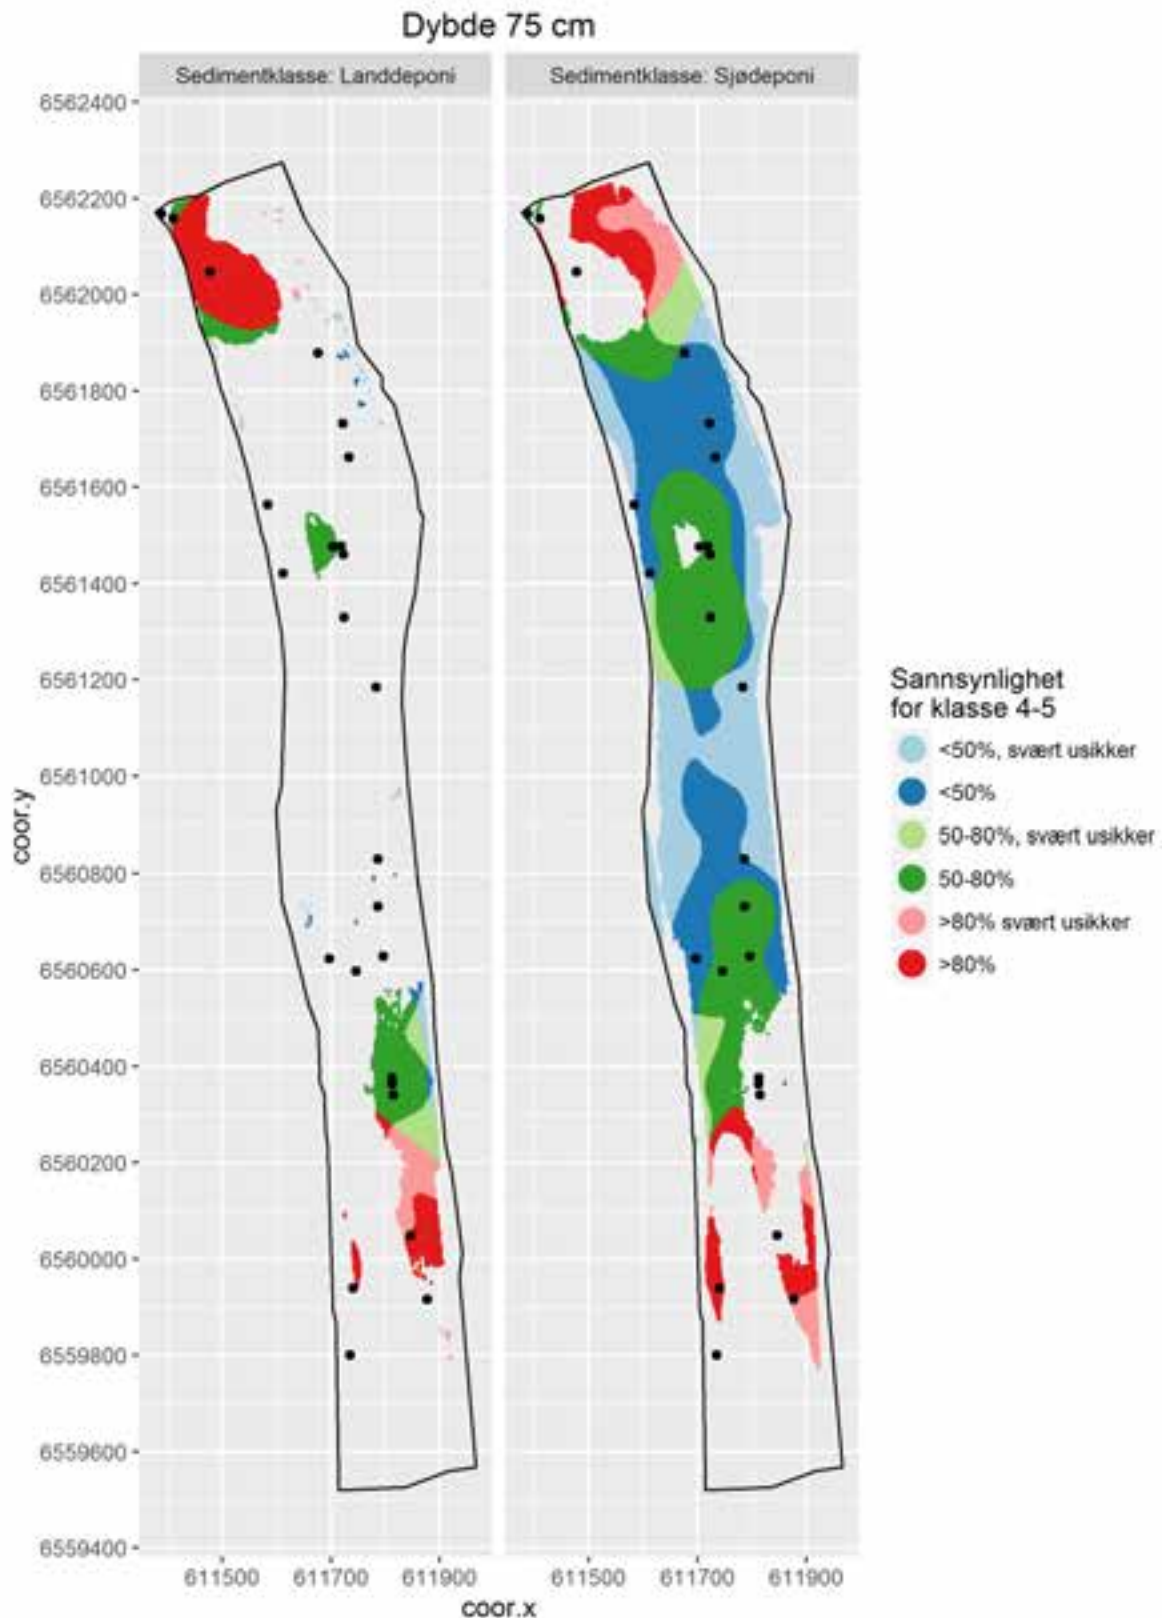 Dybde 75 cm
Sedimentklasse: Landdeponi
Sedimentklasse: Sjødeponi
6562400
6562200
6562000
6561800
6561600
6561400
6561200
6561000
6560800
6560600
6560400
6560200
6560000
6559800
6559600
6559400
coor.y
611500
611700
611900
611500
611700
611900
coor.x
Sannsynlighet
for klasse 4-5
<50%, svært usikker
<50%
50-80%, svært usikker
50-80%
>80% svært usikker
>80%